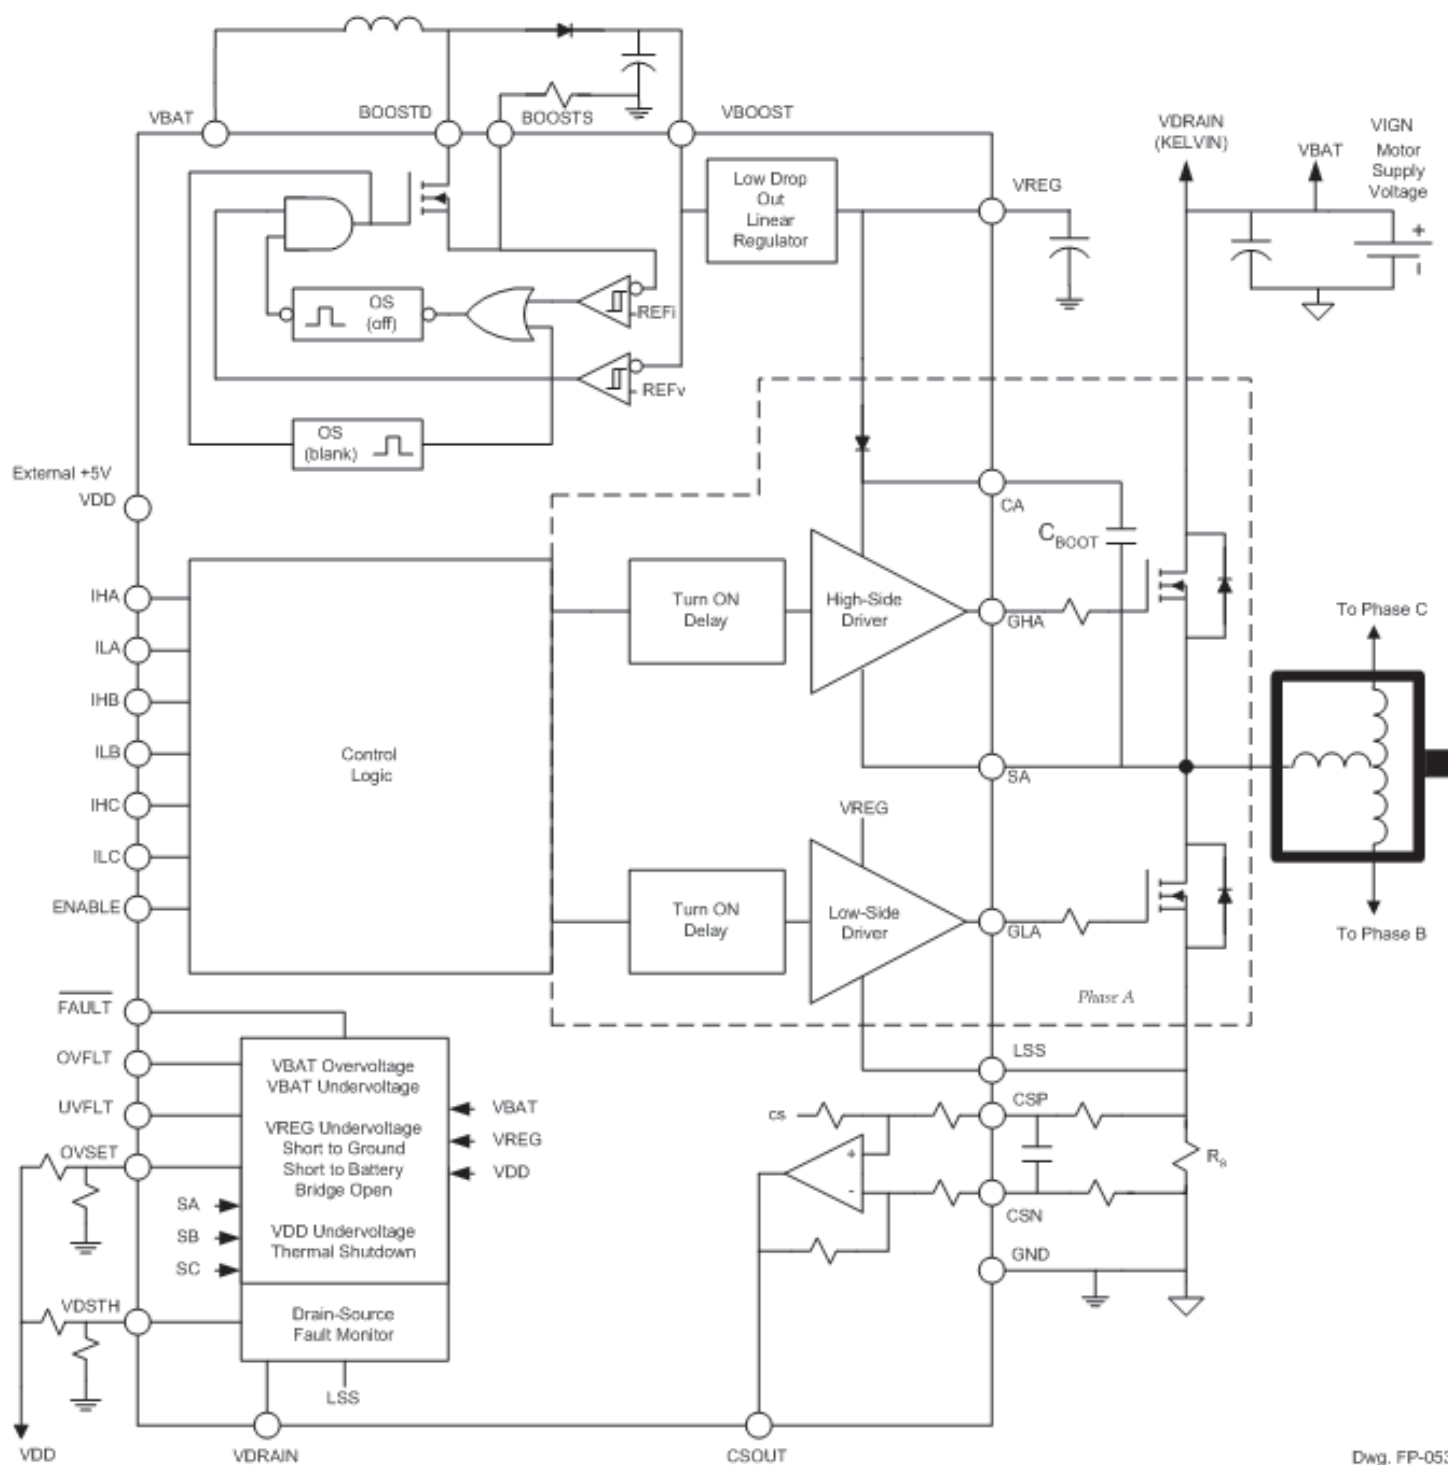 VBAT
BOOSTD
BOOSTS
VBOOST
VDRAIN
(KELVIN)
VBAT
VIGN
Motor
Supply
Voltage
+
Low Drop
Out
Linear
Regulator
VREG
OS
(off)
REFi
REFv
OS
(blank)
External +5V
VDD
CA
CBOOT
IHA
ILA
IHB
ILB
IHC
ILC
ENABLE
Control
Logic
Turn ON
Delay
High-Side
Driver
GHA
To Phase C
SA
VREG
Turn ON
Delay
Low-Side
Driver
GLA
To Phase B
Phase A
FAULT
OVFLT
UVFLT
OVSET
SA
SB
SC
VDSTH
VBAT Overvoltage
VBAT Undervoltage
VREG Undervoltage
Short to Ground
Short to Battery
Bridge Open
VDD Undervoltage
Thermal Shutdown
VBAT
VREG
VDD
Drain-Source
Fault Monitor
LSS
LSS
cs
CSP
+
-
CSN
Rs
GND
VDD
VDRAIN
CSOUT
Dwg. FP-053